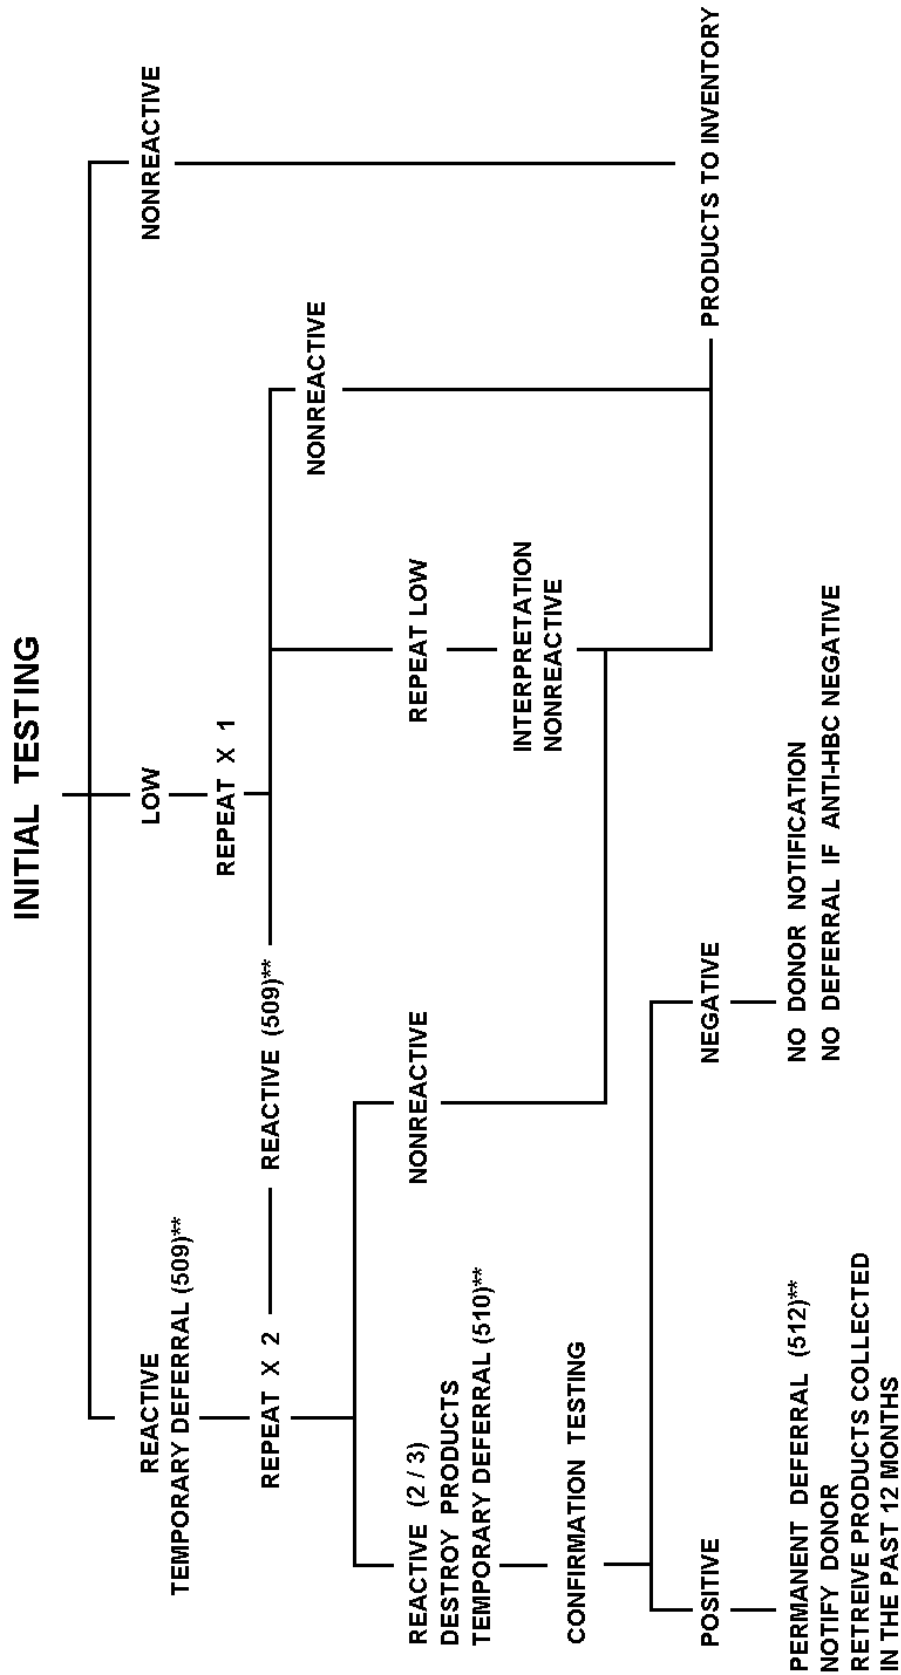 INITIAL TESTING
REACTIVE
TEMPORARY DEFERRAL (509)**
LOW
NONREACTIVE
REPEAT X 1
REPEAT X 2
REACTIVE (509)**
NONREACTIVE
REACTIVE (2 / 3)
DESTROY PRODUCTS
TEMPORARY DEFERRAL (510)**
NONREACTIVE
REPEAT LOW
INTERPRETATION
NONREACTIVE
CONFIRMATION TESTING
POSITIVE
NEGATIVE
PRODUCTS TO INVENTORY
PERMANENT DEFERRAL (512)**
NOTIFY DONOR
RETREIVE PRODUCTS COLLECTED
IN THE PAST 12 MONTHS
NO DONOR NOTIFICATION
NO DEFERRAL IF ANTI-HBC NEGATIVE